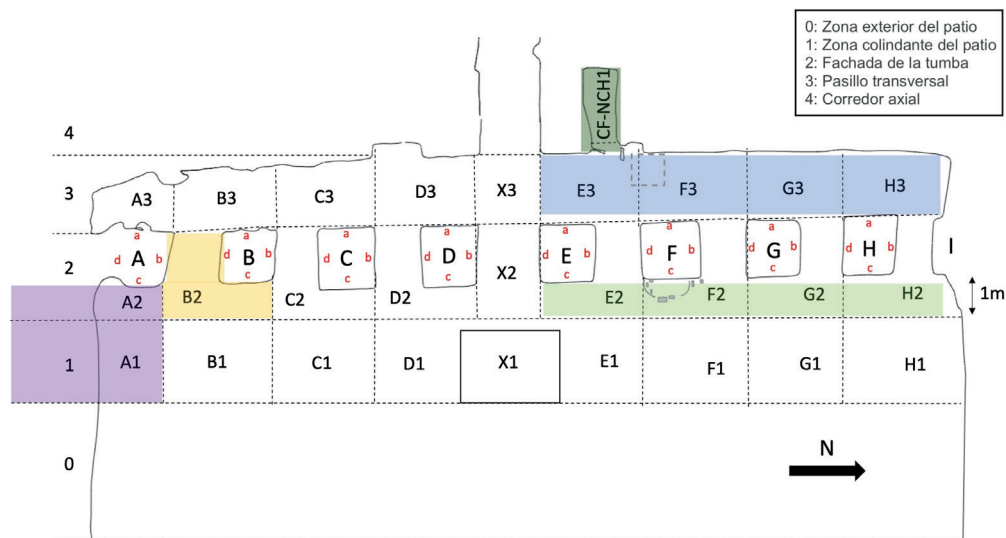 0: Zona exterior del patio
1: Zona colindante del patio
2: Fachada de la tumba
3: Pasillo transversal
4: Corredor axial
CF-NCH1
4
3 A3 B3 C3 D3 X3 E3 F3 G3 H3
a a a a a a a a
2 d A b d B b d C b d D b X2 d E b d F b d G b d H b I
c c c c c c c c
A2 B2 C2 D2 E2 F2 G2 H2 1m
1 A1 B1 C1 D1 X1 E1 F1 G1 H1
0 N